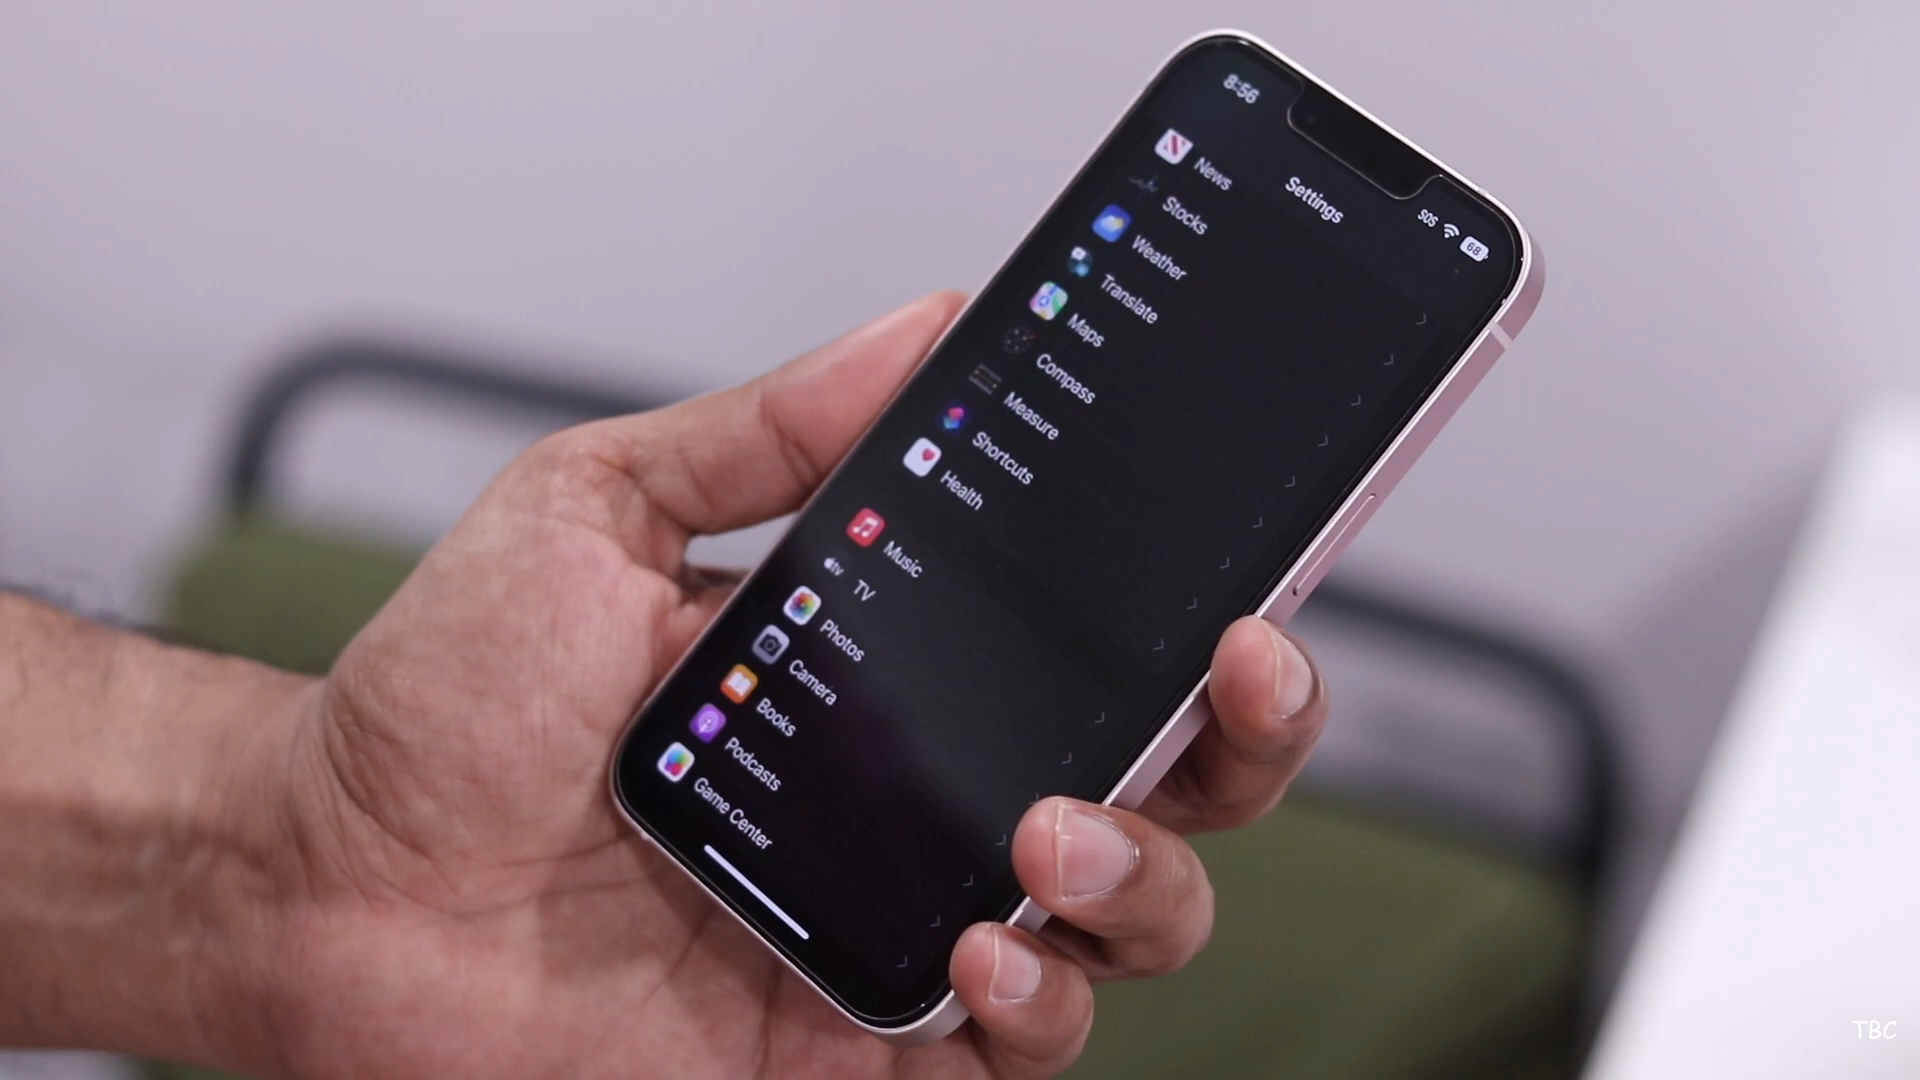 8:56
SOS 68
Settings
News
Stocks
Weather
Translate
Maps
Compass
Measure
Shortcuts
Health
Music
tv TV
Photos
Camera
Books
Podcasts
Game Center
TBC